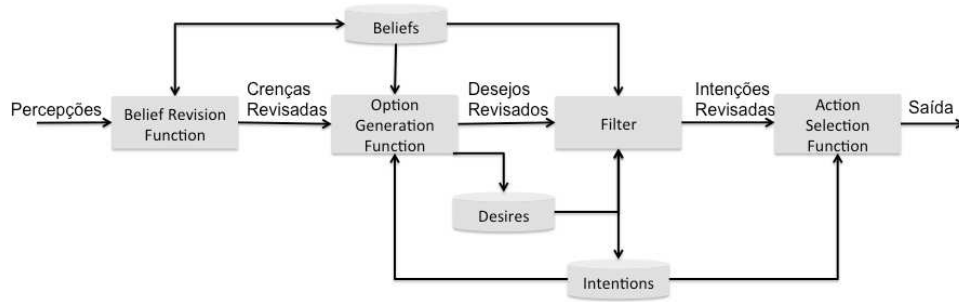 Beliefs
Percepções
Belief Revision
Function
Crenças
Revisadas
Option
Generation
Function
Desejos
Revisados
Filter
Intenções
Revisadas
Action
Selection
Function
Saída
Desires
Intentions